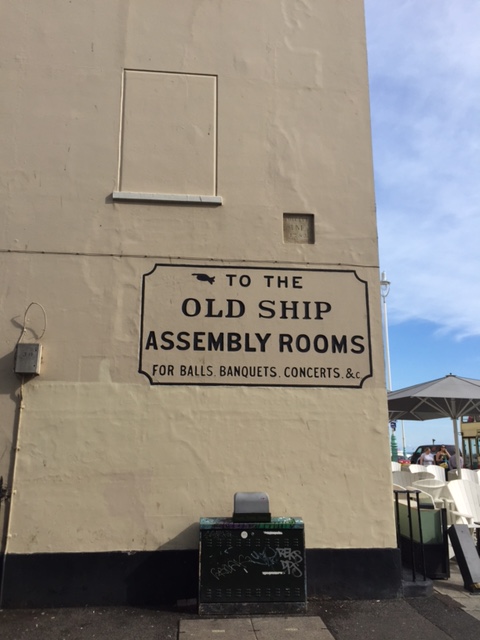 TO THE
OLD SHIP
ASSEMBLY ROOMS
FOR BALLS. BANQUETS. CONCERTS. &c.